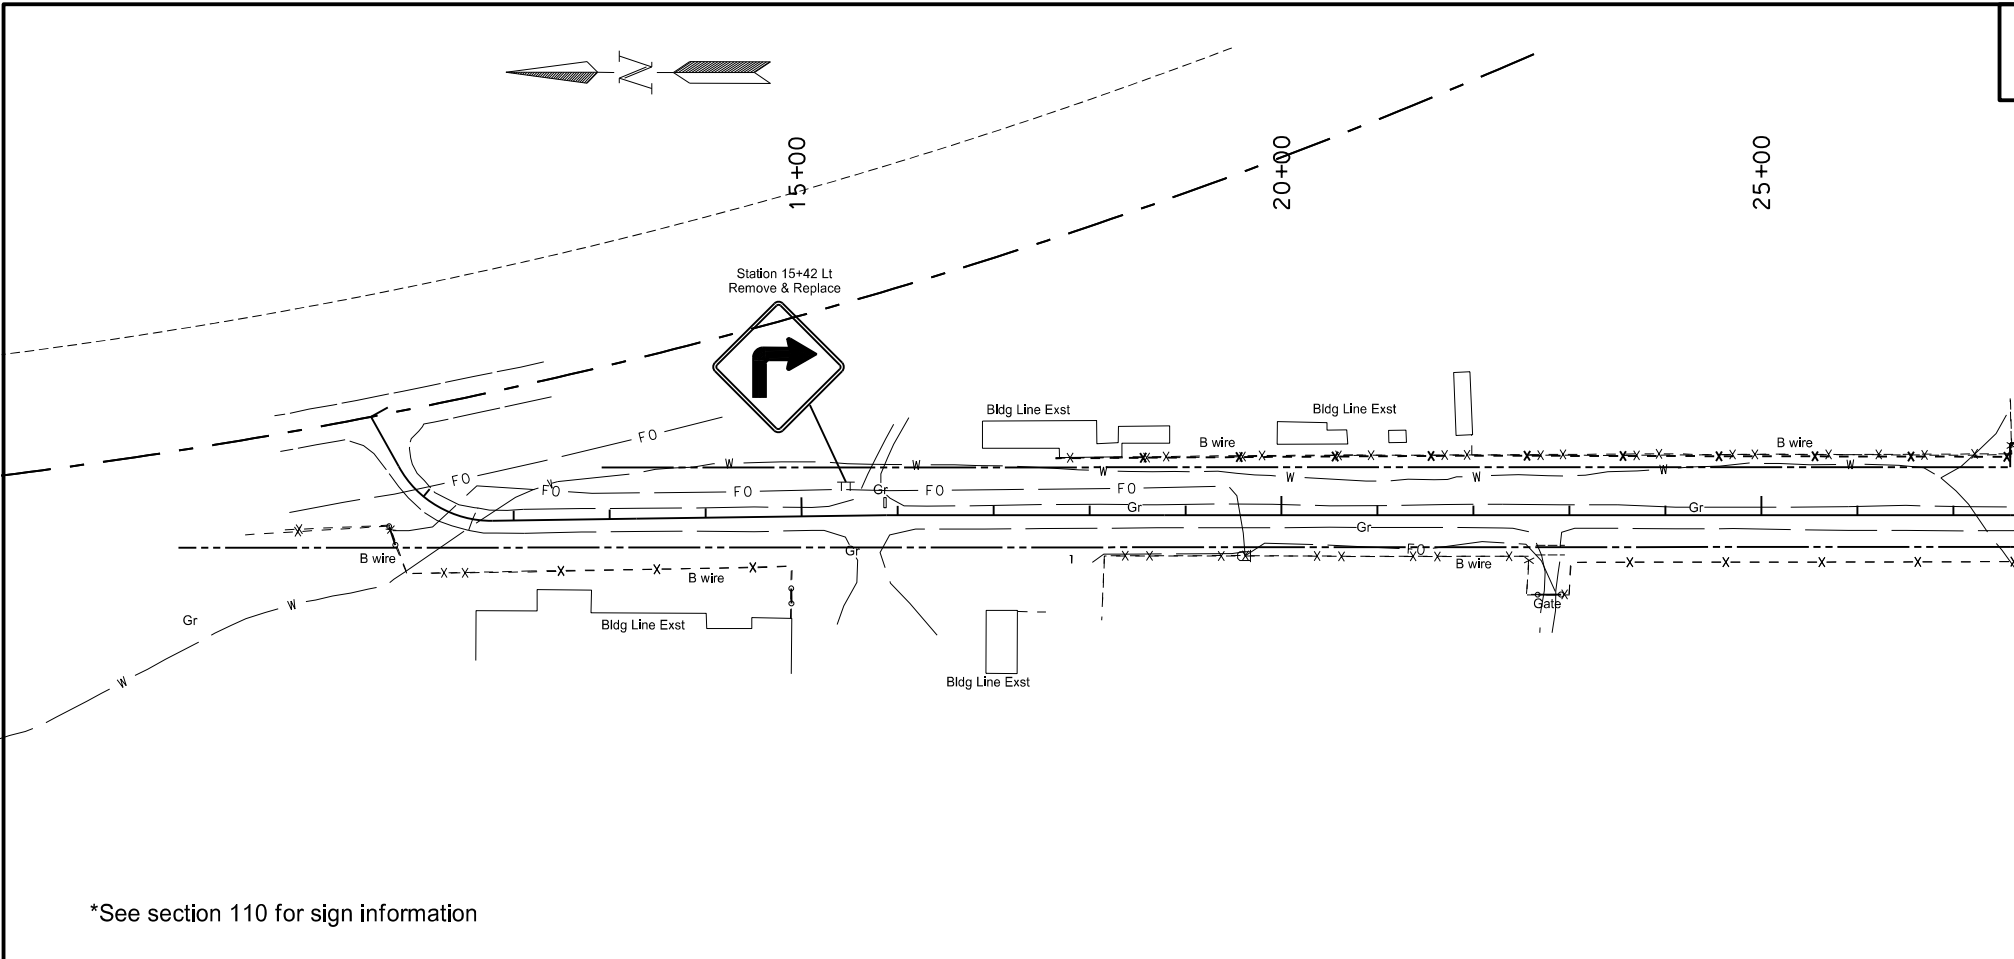 N
15+00
20+00
25+00
Station 15+42 Lt
Remove & Replace
Bldg Line Exst
Bldg Line Exst
B wire
B wire
FO
W
W
W
W
W
W
W
FO
W
FO
FO
Gr
FO
FO
Gr
Gr
Gr
Gr
FO
B wire
1
B wire
B wire
Gate
W
Gr
Bldg Line Exst
W
Bldg Line Exst
*See section 110 for sign information